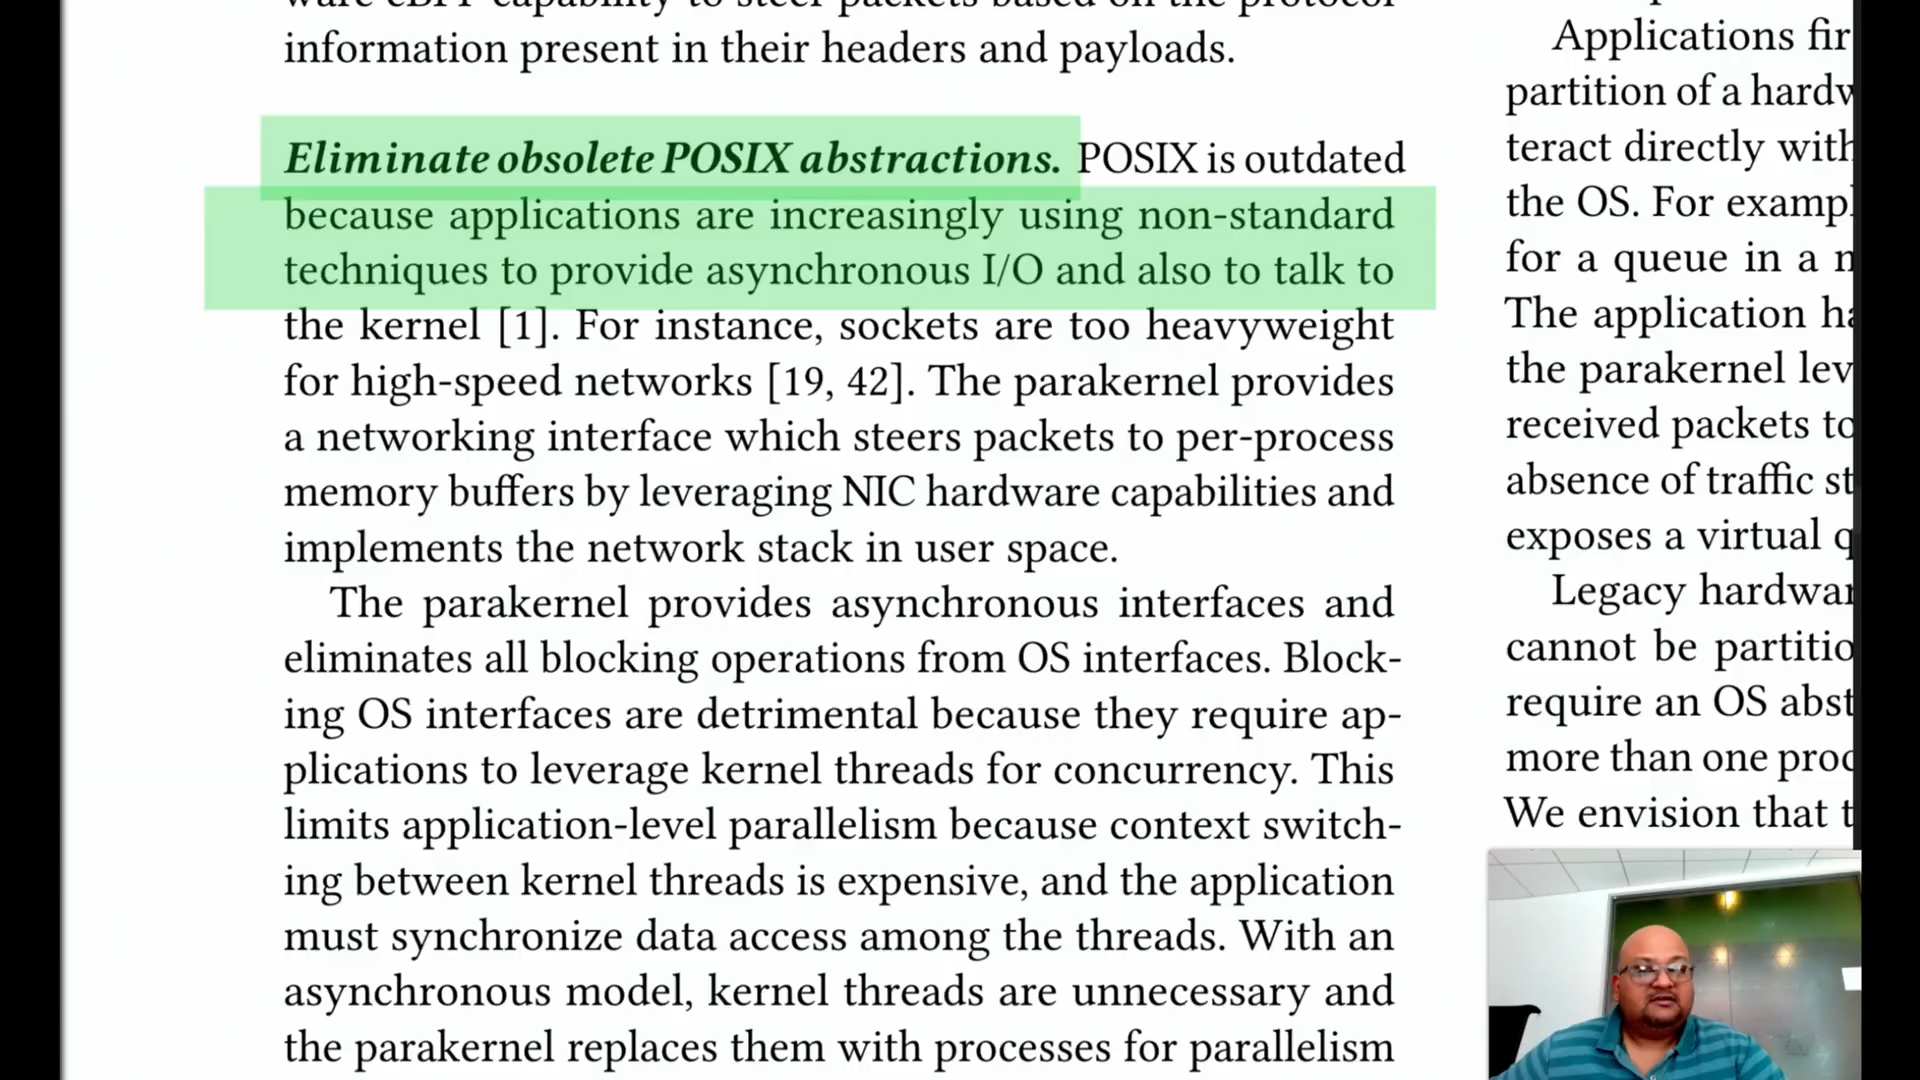 information present in their headers and payloads.
Eliminate obsolete POSIX abstractions. POSIX is outdated
because applications are increasingly using non-standard
techniques to provide asynchronous I/O and also to talk to
the kernel [1]. For instance, sockets are too heavyweight
for high-speed networks [19, 42]. The parakernel provides
a networking interface which steers packets to per-process
memory buffers by leveraging NIC hardware capabilities and
implements the network stack in user space.
The parakernel provides asynchronous interfaces and
eliminates all blocking operations from OS interfaces. Block-
ing OS interfaces are detrimental because they require ap-
plications to leverage kernel threads for concurrency. This
limits application-level parallelism because context switch-
ing between kernel threads is expensive, and the application
must synchronize data access among the threads. With an
asynchronous model, kernel threads are unnecessary and
the parakernel replaces them with processes for parallelism
Applications
partition of a
teract directly with
the OS. For
for a queue in a
The application
the parakernel
received packets to
absence of traffic
exposes a virtual
Legacy
cannot be
require an OS
more than one
We envision that